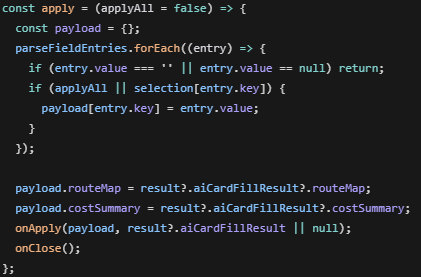 const apply = (applyAll = false) => {
  const payload = {};
  parseFieldEntries.forEach((entry) => {
    if (entry.value === '' || entry.value == null) return;
    if (applyAll || selection[entry.key]) {
      payload[entry.key] = entry.value;
    }
  });

  payload.routeMap = result?.aiCardFillResult?.routeMap;
  payload.costSummary = result?.aiCardFillResult?.costSummary;
  onApply(payload, result?.aiCardFillResult || null);
  onClose();
};